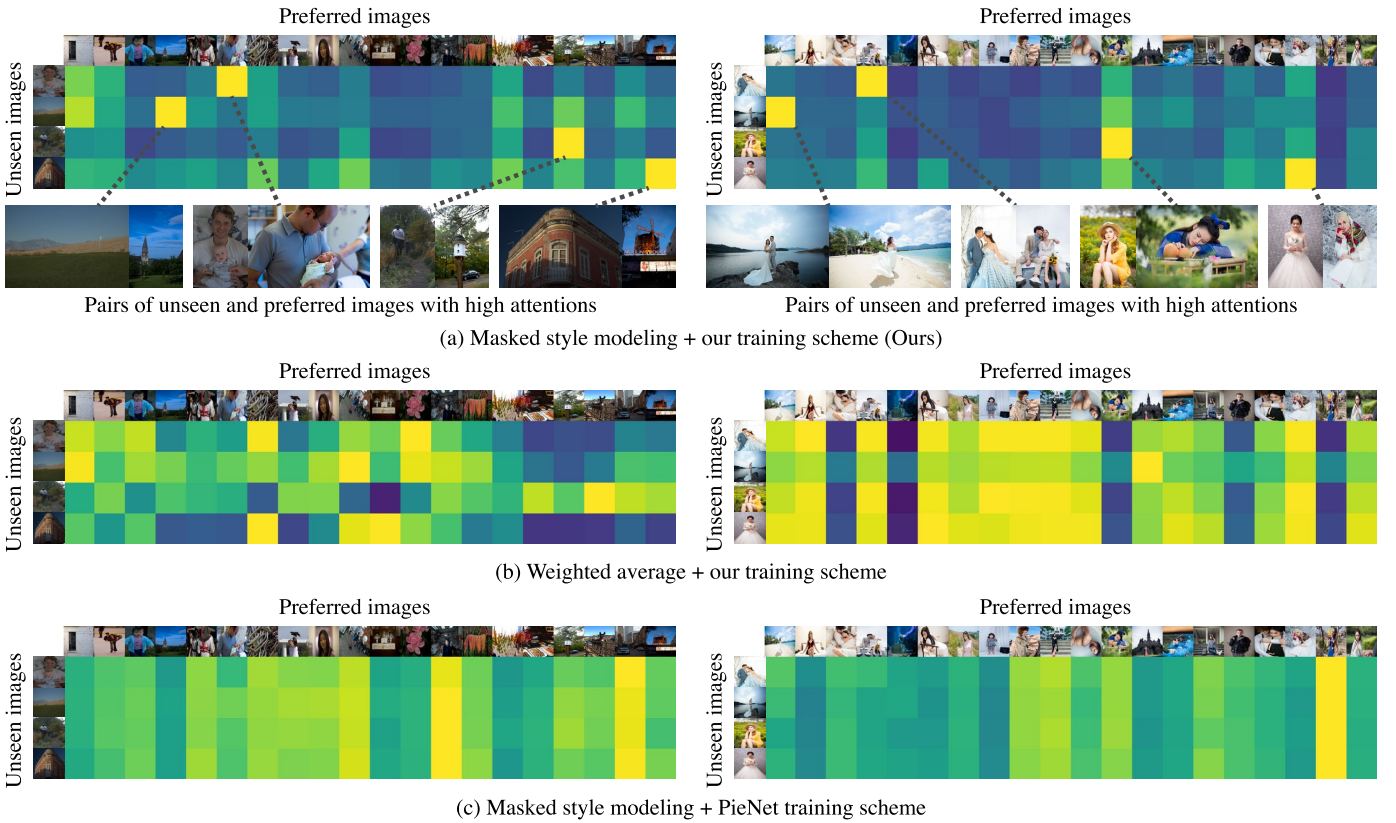 Preferred images
Preferred images
Unseen images
Unseen images
Pairs of unseen and preferred images with high attentions
Pairs of unseen and preferred images with high attentions
(a) Masked style modeling + our training scheme (Ours)
Preferred images
Preferred images
Unseen images
Unseen images
(b) Weighted average + our training scheme
Preferred images
Preferred images
Unseen images
Unseen images
(c) Masked style modeling + PieNet training scheme